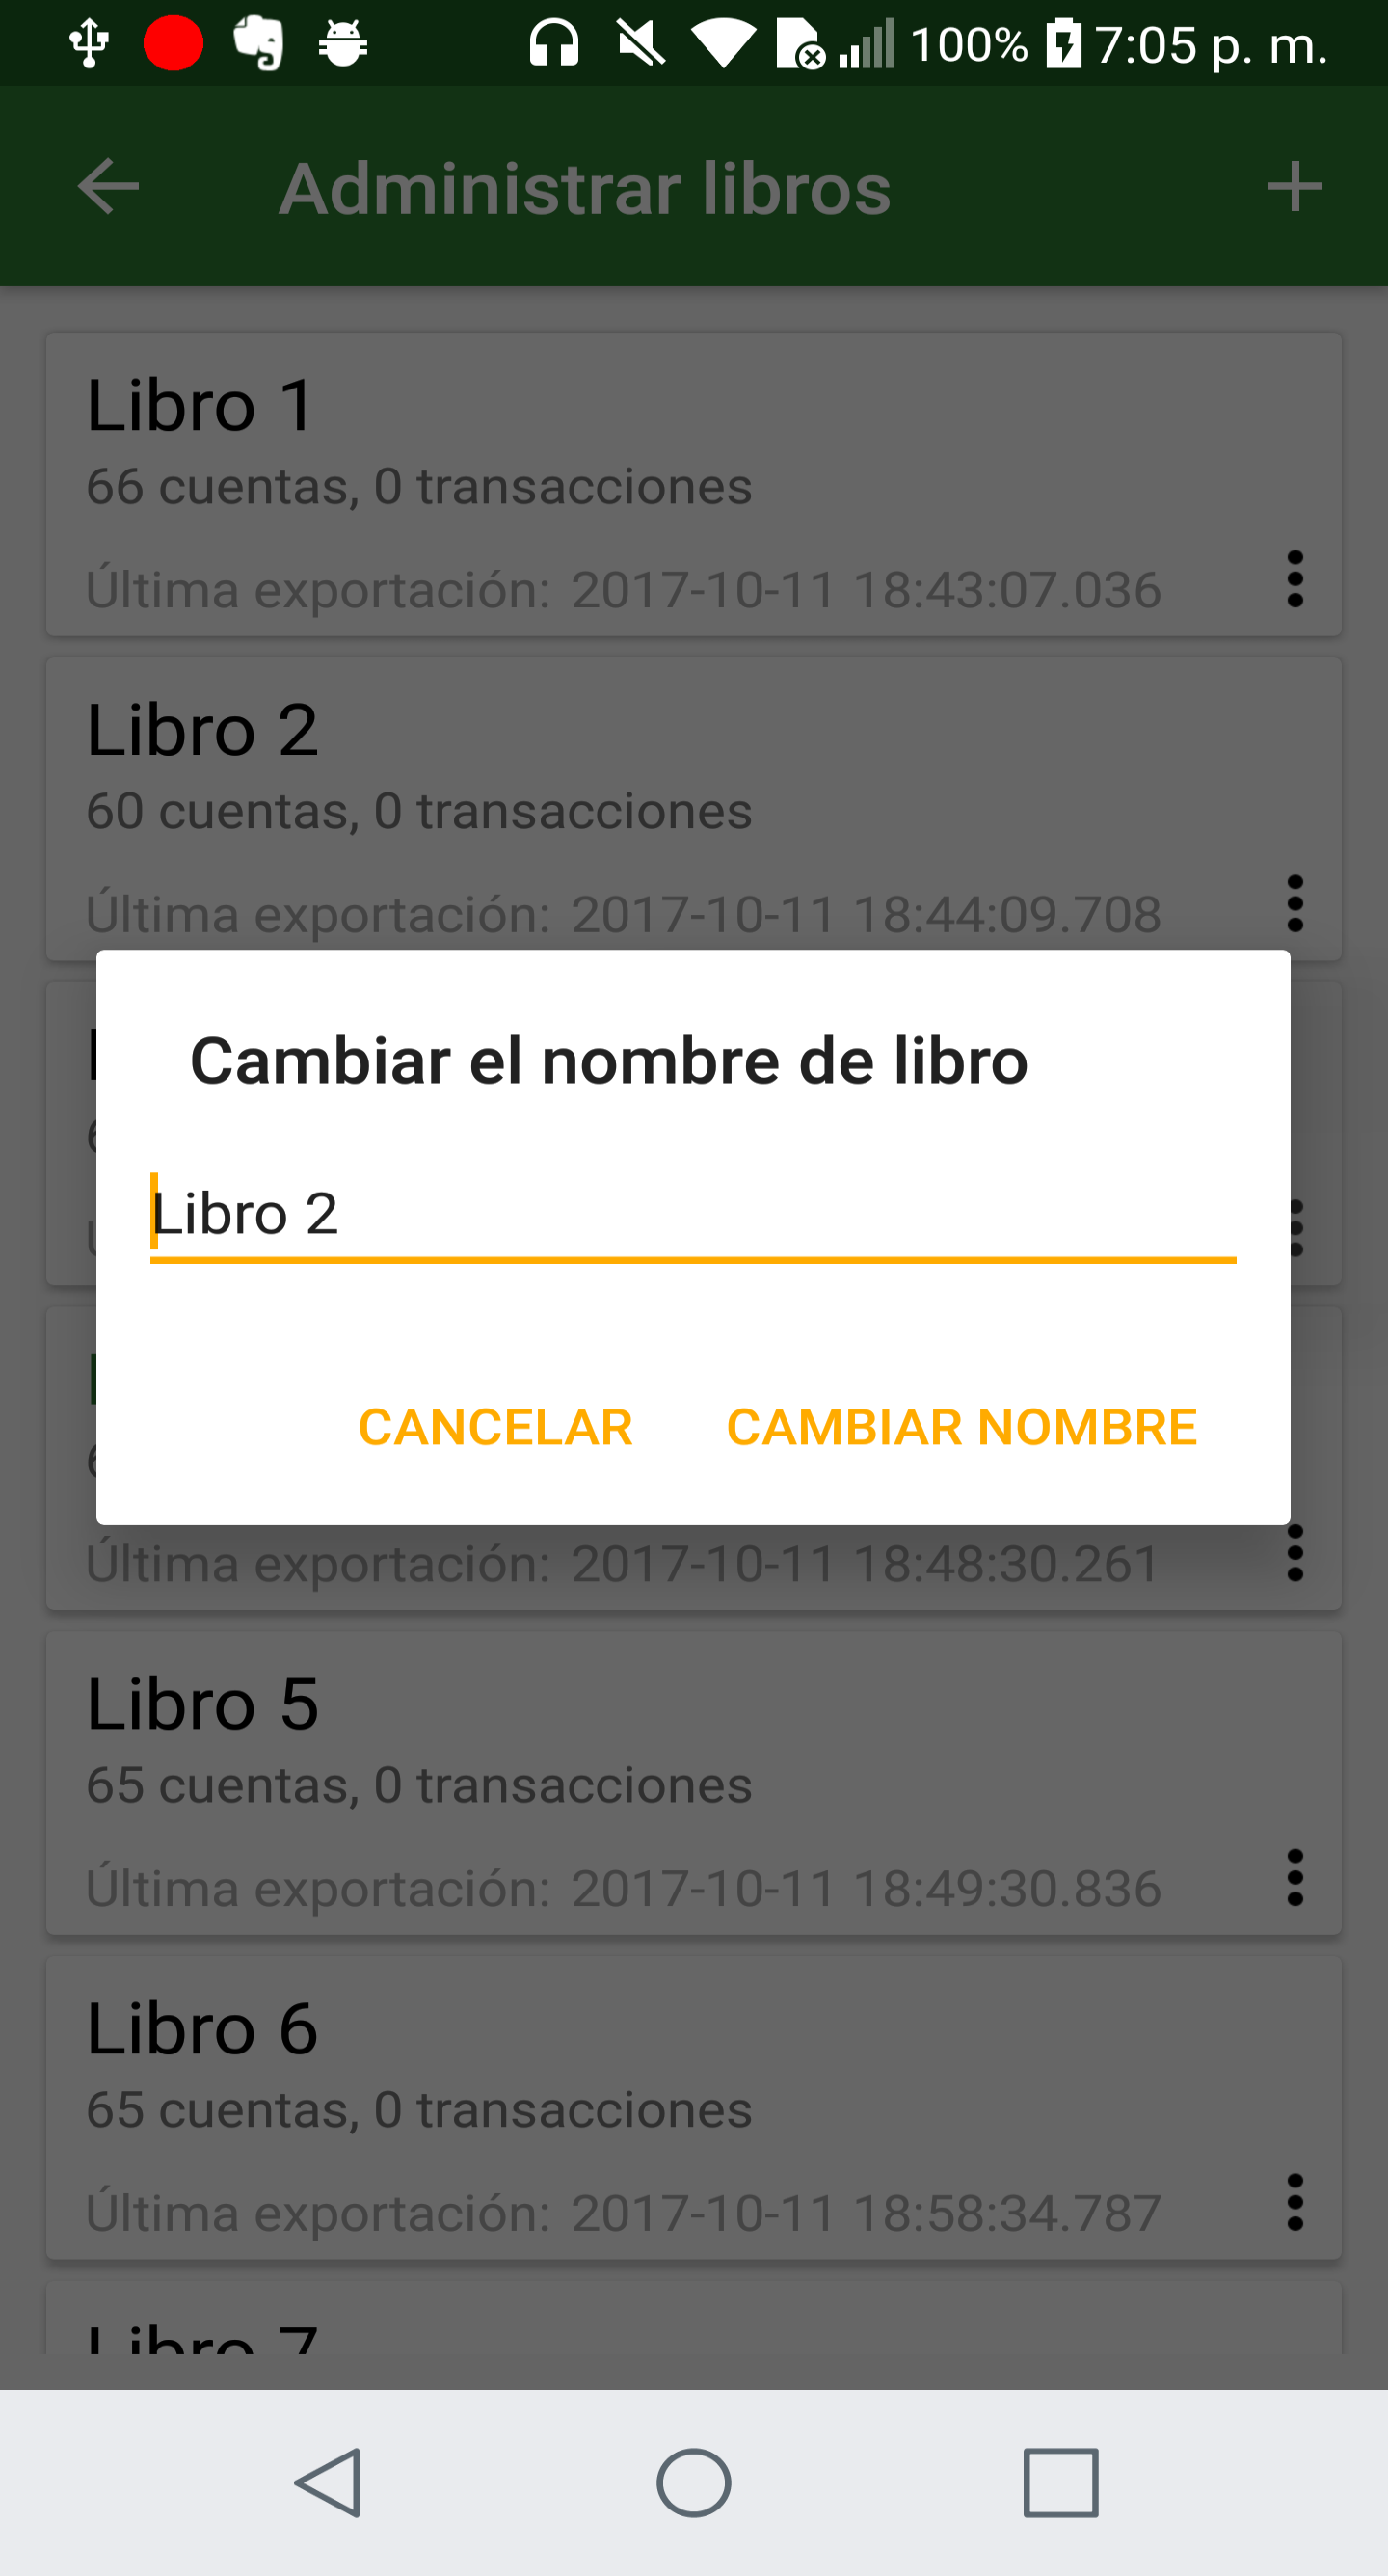 100% 7:05 p. m.
Administrar libros
Libro 1
66 cuentas, 0 transacciones
Última exportación: 2017-10-11 18:43:07.036
Libro 2
60 cuentas, 0 transacciones
Última exportación: 2017-10-11 18:44:09.708
Cambiar el nombre de libro
Libro 2
CANCELAR CAMBIAR NOMBRE
Última exportación: 2017-10-11 18:48:30.261
Libro 5
65 cuentas, 0 transacciones
Última exportación: 2017-10-11 18:49:30.836
Libro 6
65 cuentas, 0 transacciones
Última exportación: 2017-10-11 18:58:34.787
Libro 7